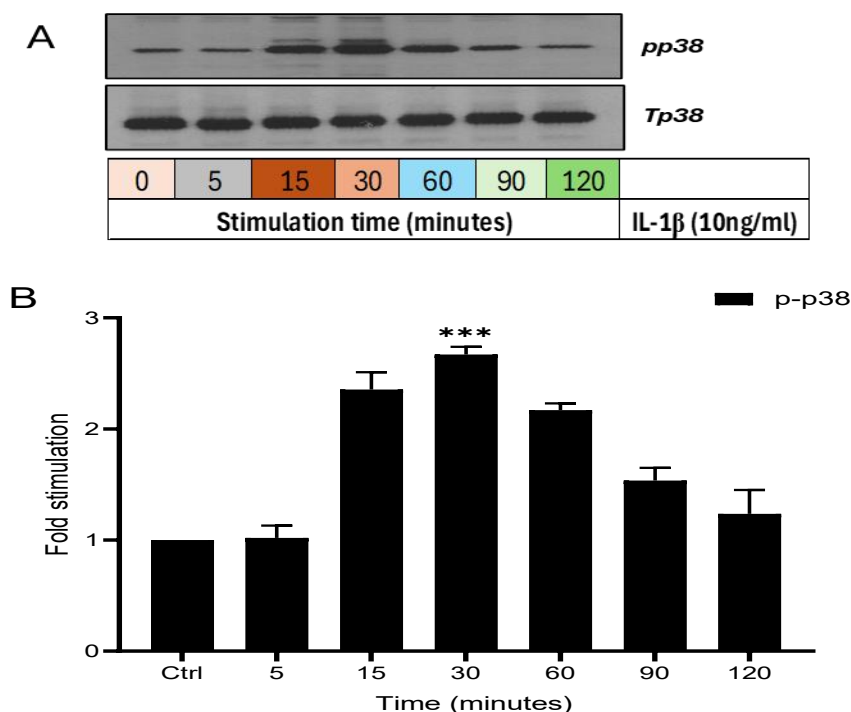 A
pp38
Tp38
0 5 15 30 60 90 120
Stimulation time (minutes) IL-1β (10ng/ml)
B
p-p38
3
***
2
1
0
Fold stimulation
Ctrl 5 15 30 60 90 120
Time (minutes)